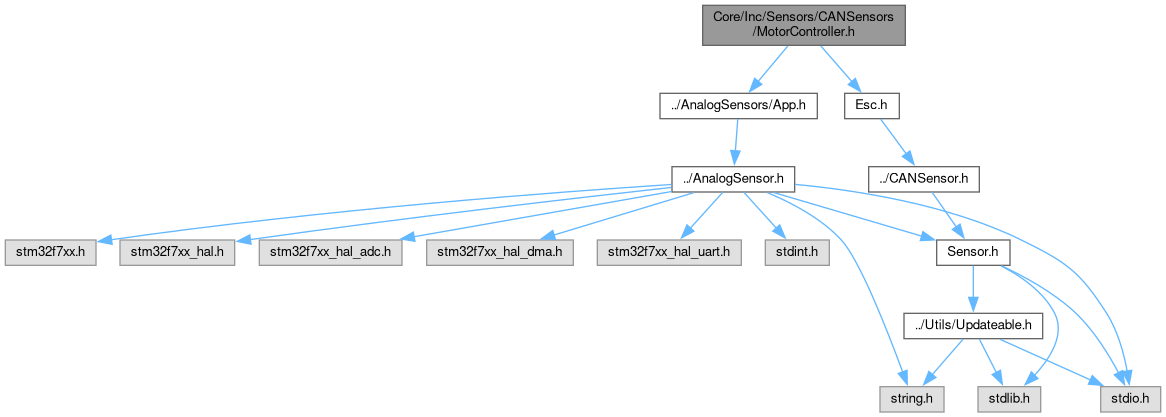 Core/Inc/Sensors/CANSensors
/MotorController.h
../AnalogSensors/App.h
Esc.h
../AnalogSensor.h
../CANSensor.h
stm32f7xx.h
stm32f7xx_hal.h
stm32f7xx_hal_adc.h
stm32f7xx_hal_dma.h
stm32f7xx_hal_uart.h
stdint.h
Sensor.h
../Utils/Updateable.h
string.h
stdlib.h
stdio.h